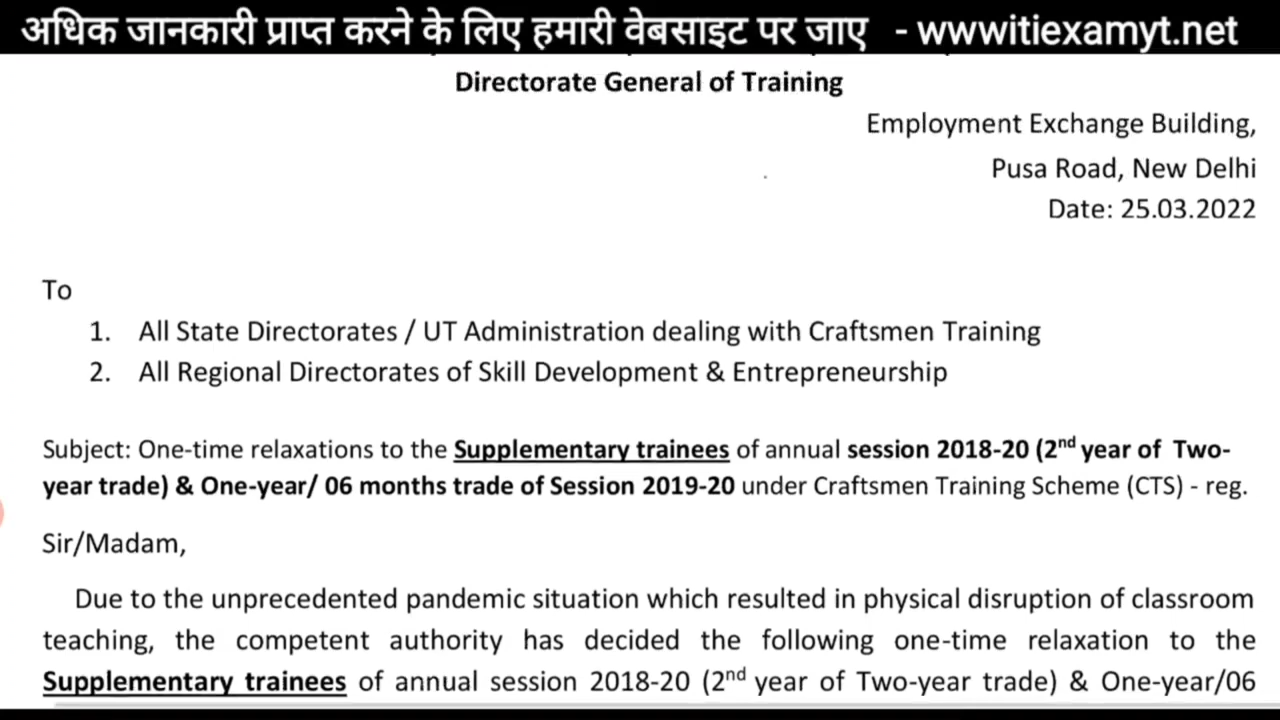 अधिक जानकारी प्राप्त करने के लिए हमारी वेबसाइट पर जाए - wwwitiexamyt.net
Directorate General of Training
Employment Exchange Building,
Pusa Road, New Delhi
Date: 25.03.2022
To
1. All State Directorates / UT Administration dealing with Craftsmen Training
2. All Regional Directorates of Skill Development & Entrepreneurship
Subject: One-time relaxations to the Supplementary trainees of annual session 2018-20 (2nd year of Two-
year trade) & One-year/ 06 months trade of Session 2019-20 under Craftsmen Training Scheme (CTS) - reg.
Sir/Madam,
Due to the unprecedented pandemic situation which resulted in physical disruption of classroom
teaching, the competent authority has decided the following one-time relaxation to the
Supplementary trainees of annual session 2018-20 (2nd year of Two-year trade) & One-year/06